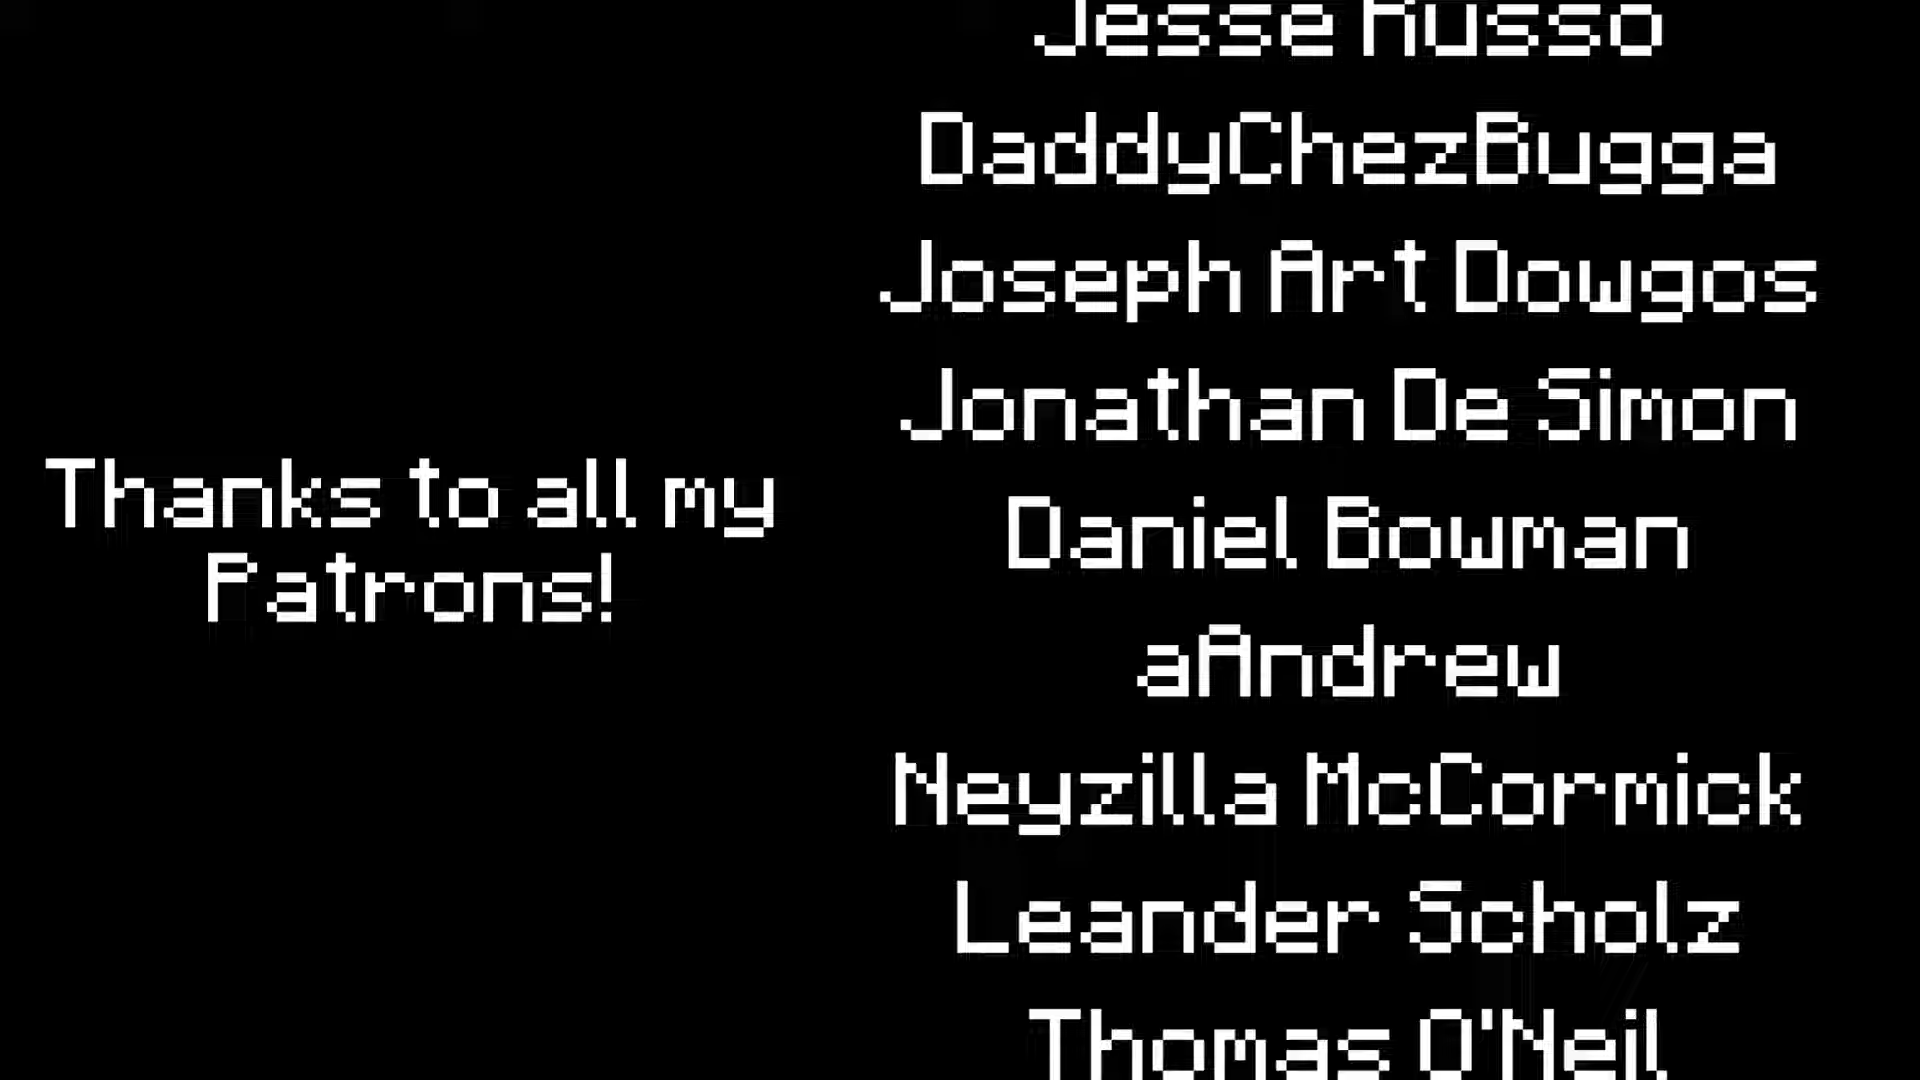 Thanks to all my
Patrons!
Jesse Russo
DaddyChezBugga
Joseph Art Dowgos
Jonathan De Simon
Daniel Bowman
aAndrew
Neyzilla McCormick
Leander Scholz
Thomas O'Neil